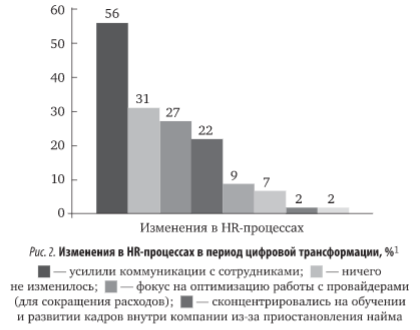 60
56
50
40
31
30
27
22
20
10
9
7
2
2
0
Изменения в HR-процессах
Рис. 2. Изменения в HR-процессах в период цифровой трансформации, %1
— усилили коммуникации с сотрудниками; — ничего
не изменилось; — фокус на оптимизацию работы с провайдерами
(для сокращения расходов); — сконцентрировались на обучении
и развитии кадров внутри компании из-за приостановления найма